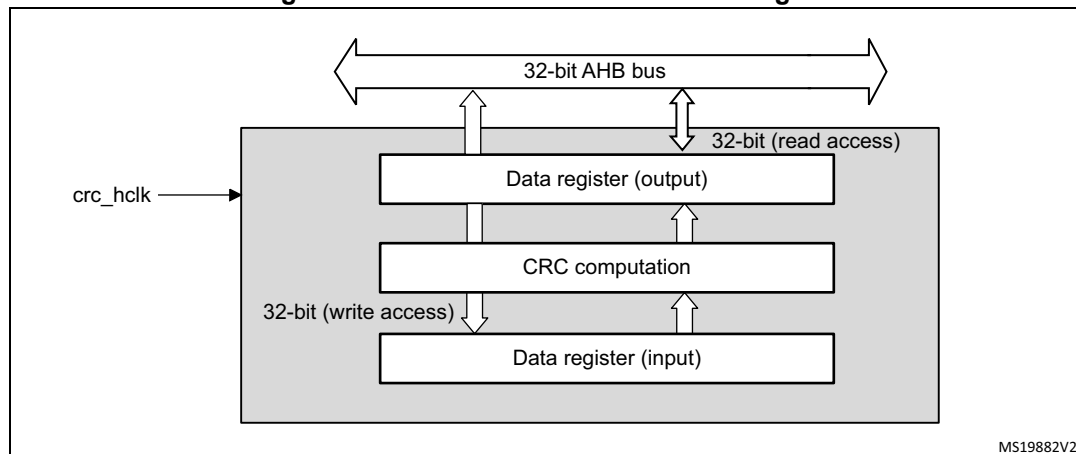 32-bit AHB bus
32-bit (read access)
Data register (output)
crc_hclk
CRC computation
32-bit (write access)
Data register (input)
MS19882V2